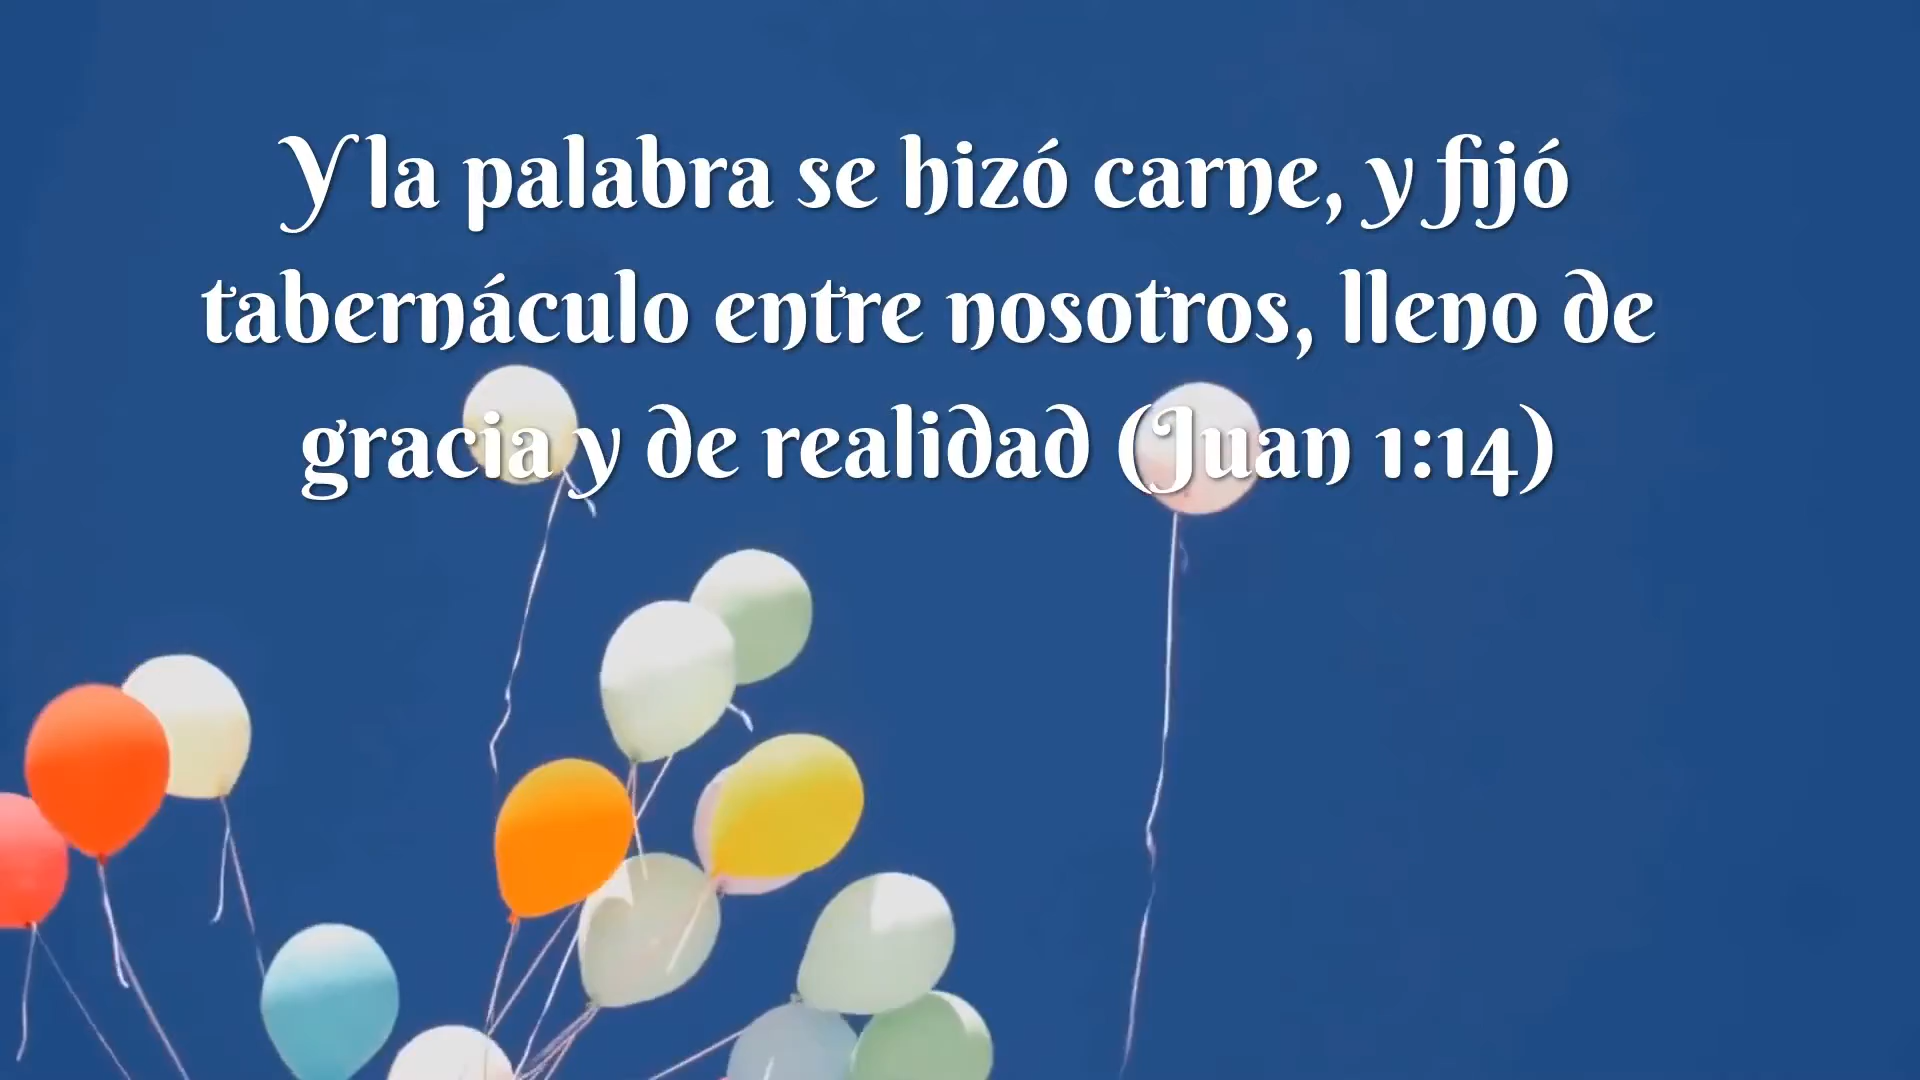 Y la palabra se hizó carne, y fijó
tabernáculo entre nosotros, lleno de
gracia y de realidad (Juan 1:14)